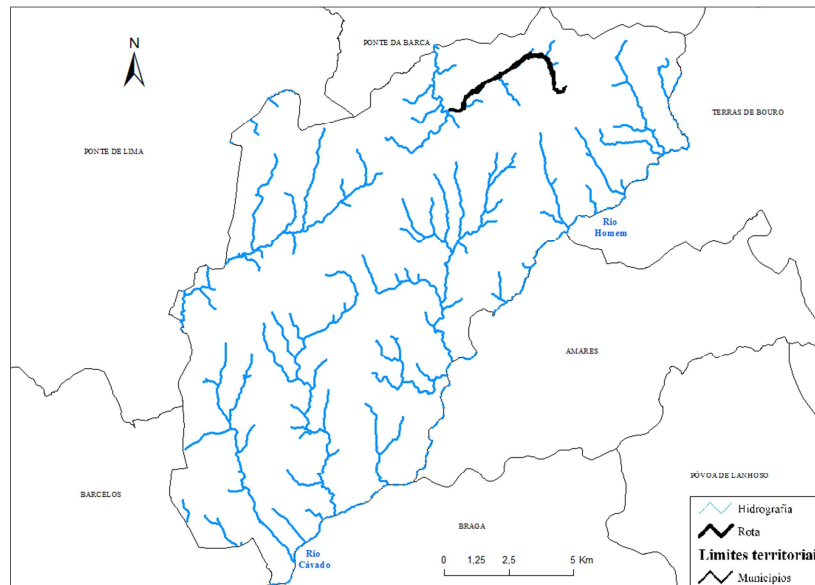 PONTE DA BARCA
N
TERRAS DE BOURO
PONTE DE LIMA
Rio
Homem
AMARES
PÓVOA DE LANHOSO
BARCELOS
BRAGA
Rio
Cávado
0 1,25 2,5 5 Km
Hidrografia
Rota
Limites territoriai
Municípios